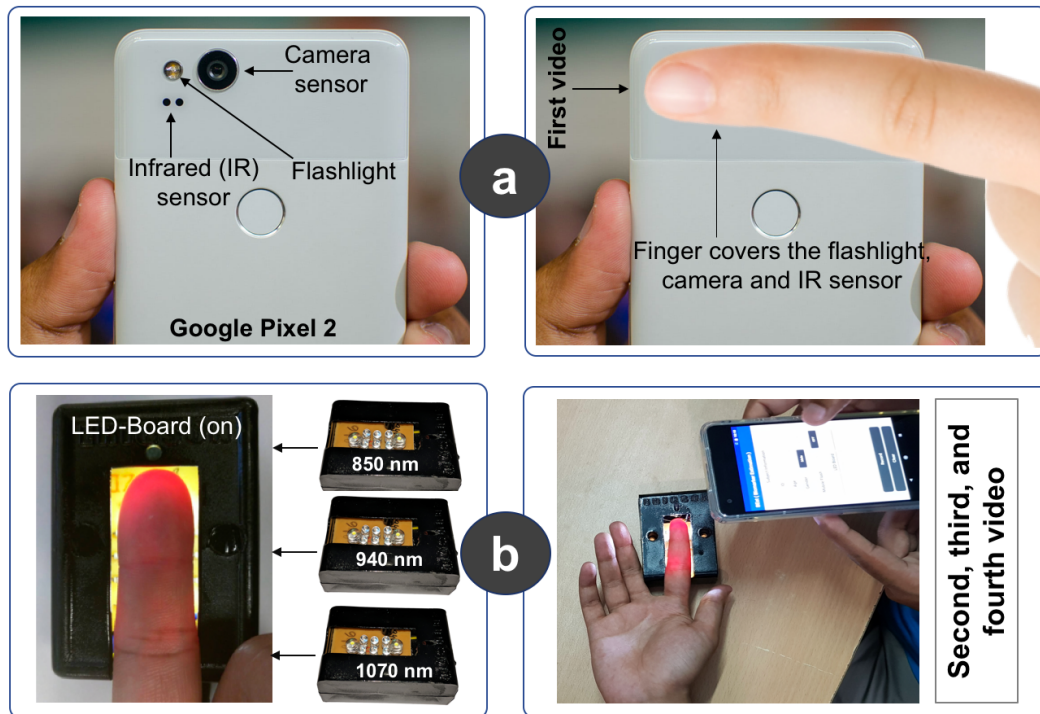 Camera
sensor
Infrared (IR)
sensor
Flashlight
Google Pixel 2
a
First video
Finger covers the flashlight,
camera and IR sensor
LED-Board (on)
850 nm
940 nm
1070 nm
b
Second, third, and
fourth video